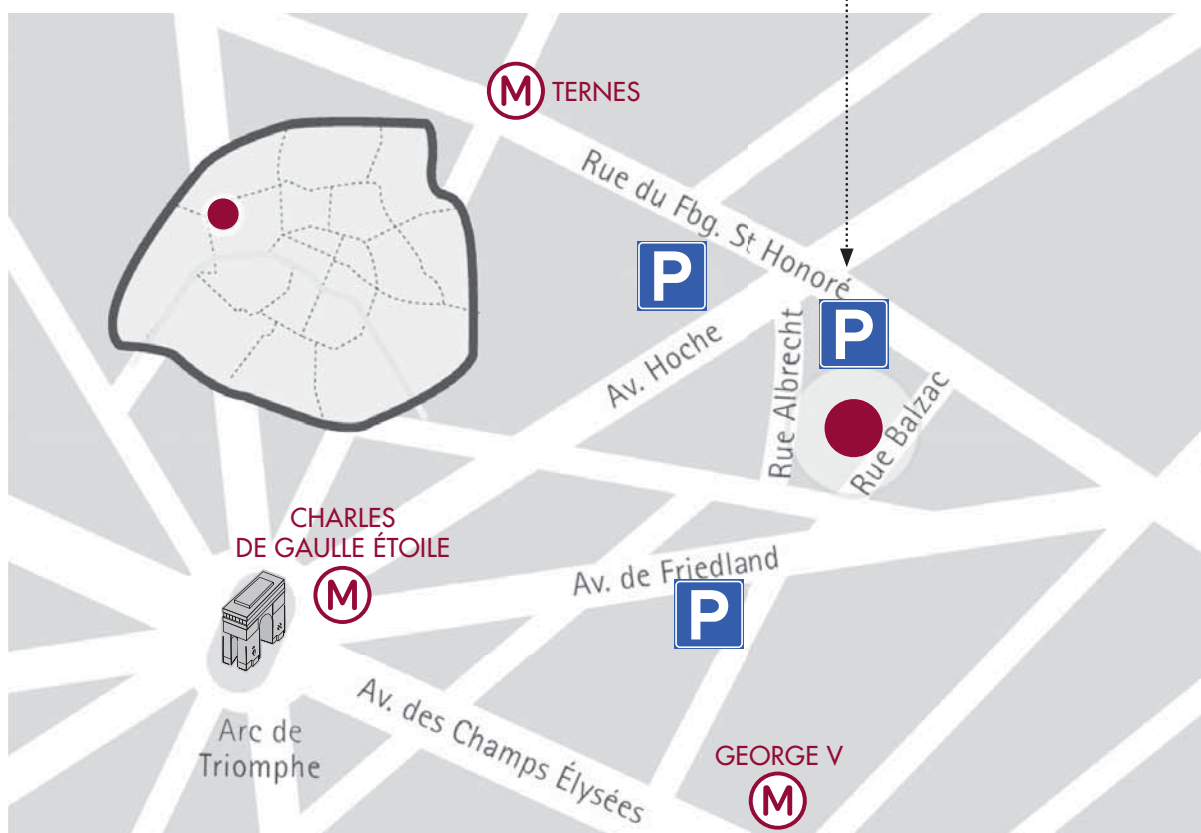 M TERNES
Rue du Fbg. St Honoré
P
P
Av. Hoche
Rue Albrecht
Rue Balzac
CHARLES
DE GAULLE ÉTOILE
M
Av. de Friedland
P
Arc de
Triomphe
Av. des Champs Élysées
GEORGE V
M